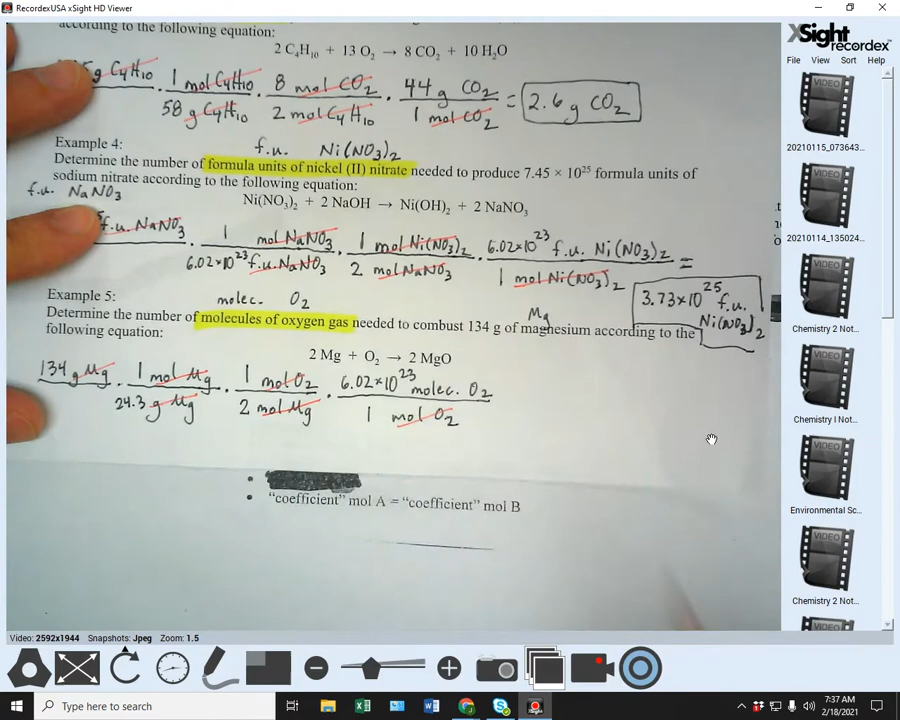 RecordexUSA xSight HD Viewer
according to the following equation:
2 C₄H₁₀ + 13 O₂ → 8 CO₂ + 10 H₂O
5g C₄H₁₀ · 1 mol C₄H₁₀ / 58 g C₄H₁₀ · 8 mol CO₂ / 2 mol C₄H₁₀ · 44 g CO₂ / 1 mol CO₂ = 2.6 g CO₂
Example 4:
f.u. Ni(NO₃)₂
Determine the number of formula units of nickel (II) nitrate needed to produce 7.45 × 10²⁵ formula units of
sodium nitrate according to the following equation:
f.u. NaNO₃
Ni(NO₃)₂ + 2 NaOH → Ni(OH)₂ + 2 NaNO₃
f.u. NaNO₃ · 1 mol NaNO₃ / 6.02×10²³ f.u. NaNO₃ · 1 mol Ni(NO₃)₂ / 2 mol NaNO₃ · 6.02×10²³ f.u. Ni(NO₃)₂ / 1 mol Ni(NO₃)₂ =
3.73×10²⁵ f.u.
Ni(NO₃)₂
Example 5:
molec. O₂
Mg
Determine the number of molecules of oxygen gas needed to combust 134 g of magnesium according to the
following equation:
2 Mg + O₂ → 2 MgO
134 g Mg · 1 mol Mg / 24.3 g Mg · 1 mol O₂ / 2 mol Mg · 6.02×10²³ molec. O₂ / 1 mol O₂
• "coefficient" mol A = "coefficient" mol B
xSight
recordex
File View Sort Help
VIDEO
20210115_073643...
VIDEO
20210114_135024...
VIDEO
Chemistry 2 Not...
VIDEO
Chemistry I Not...
VIDEO
Environmental Sc...
VIDEO
Chemistry 2 Not...
VIDEO
Video: 2592x1944 Snapshots: Jpeg Zoom: 1.5
Type here to search
7:37 AM
2/18/2021